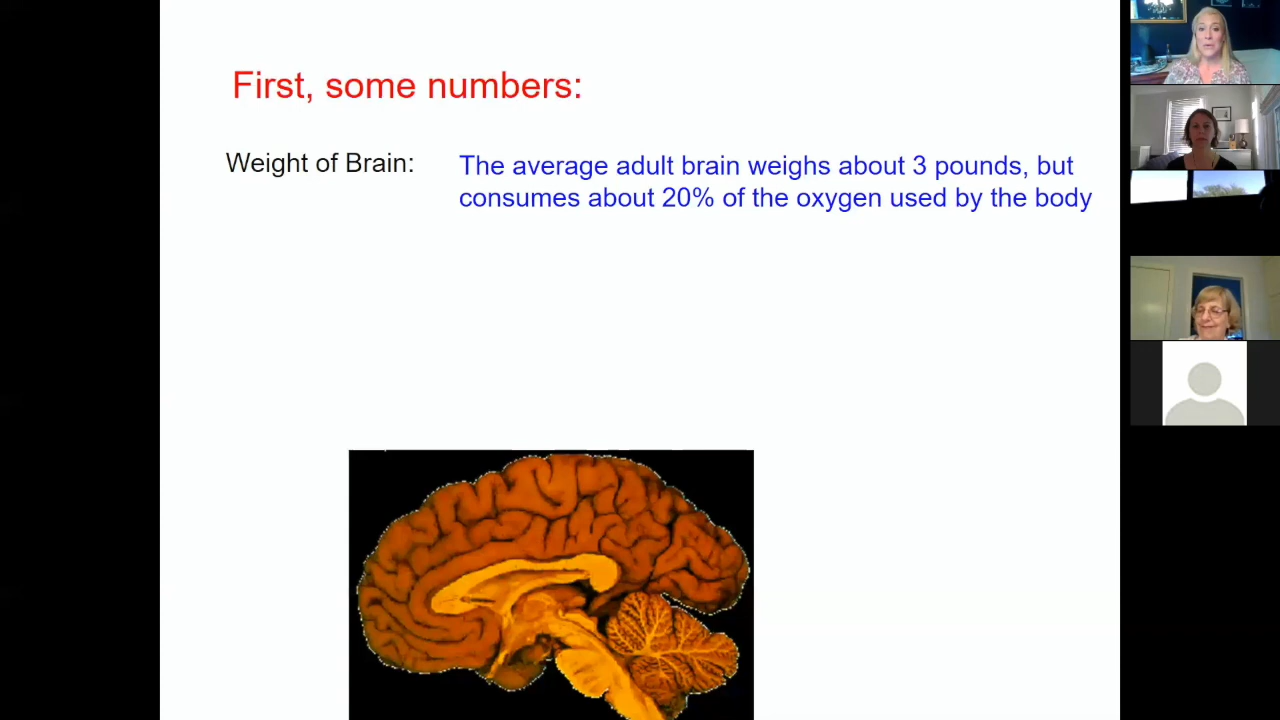 First, some numbers:
Weight of Brain:
The average adult brain weighs about 3 pounds, but
consumes about 20% of the oxygen used by the body